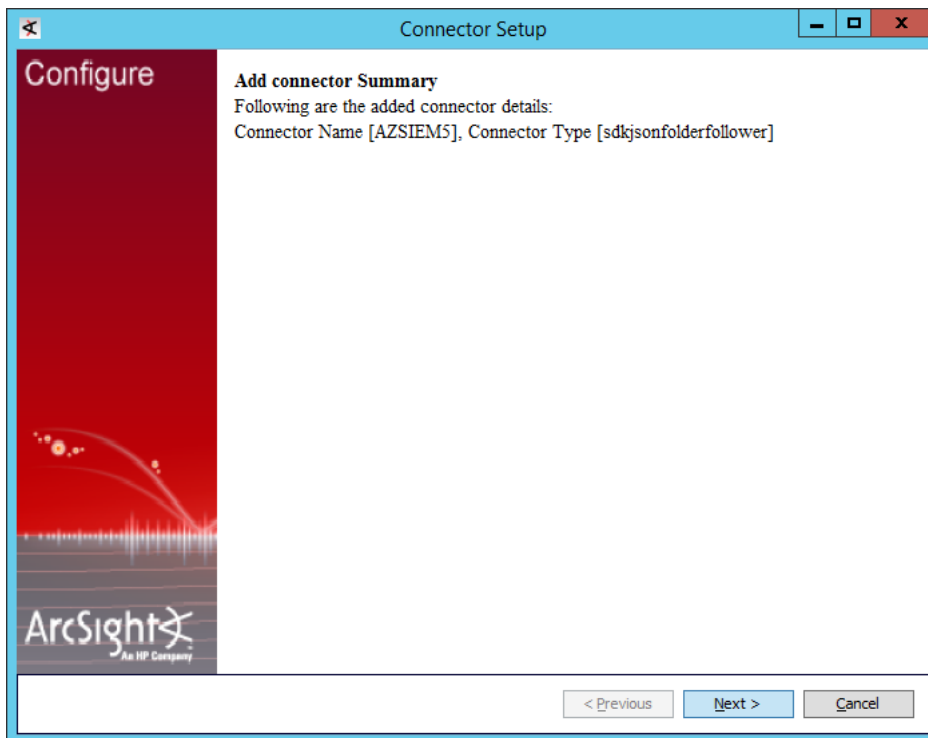 Connector Setup
Configure
Add connector Summary
Following are the added connector details:
Connector Name [AZSIEM5], Connector Type [sdkjsonfolderfollower]
ArcSight
An HP Company
< Previous
Next >
Cancel